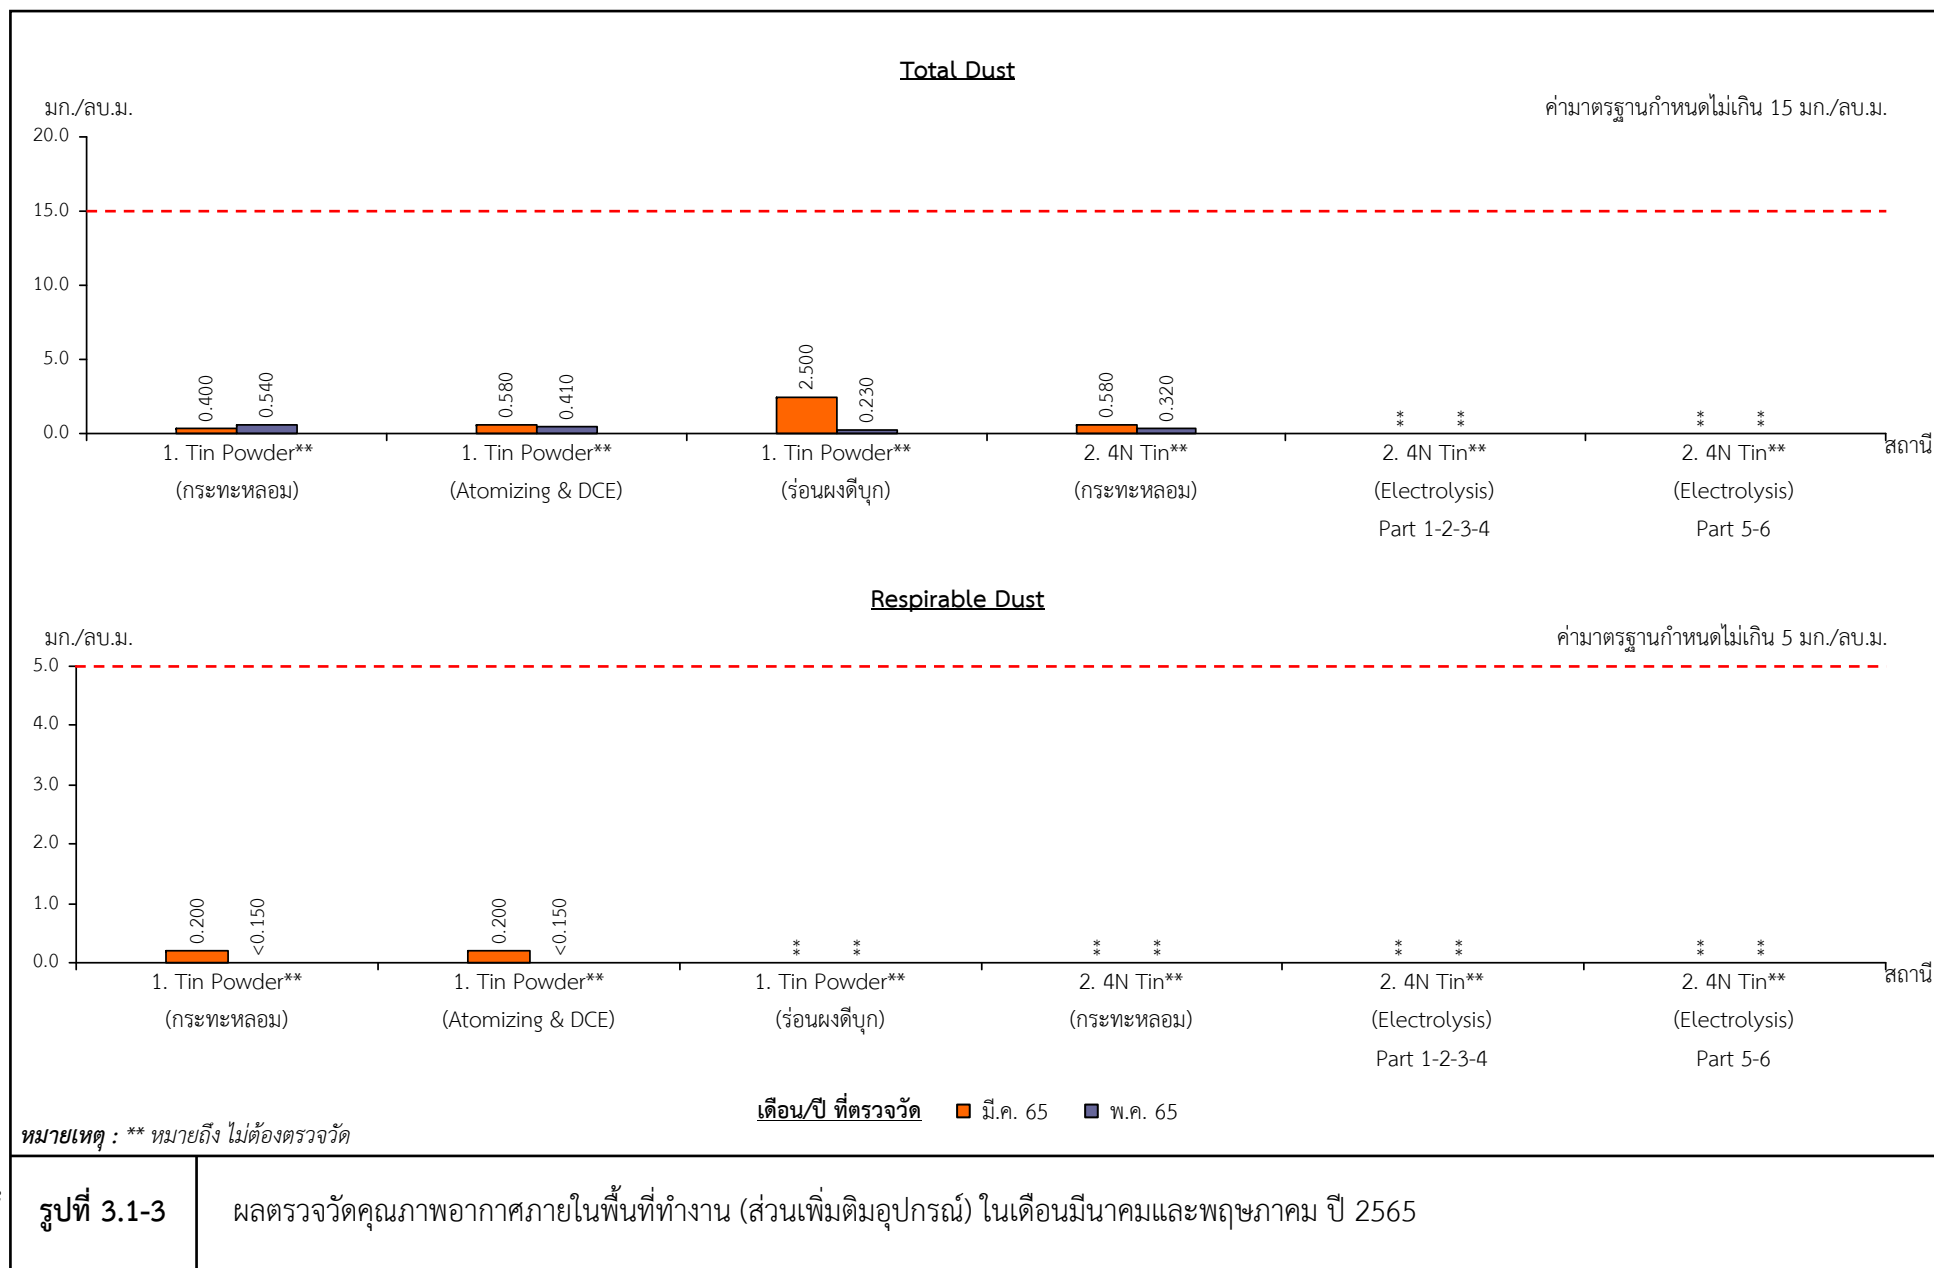 Total Dust
มก./ลบ.ม.
ค่ามาตรฐานกำหนดไม่เกิน 15 มก./ลบ.ม.
20.0
15.0
10.0
5.0
0.0
0.400
0.540
0.580
0.410
2.500
0.230
0.580
0.320
**
**
**
**
สถานี
1. Tin Powder** 1. Tin Powder** 1. Tin Powder** 2. 4N Tin** 2. 4N Tin** 2. 4N Tin**
(กระทะหลอม) (Atomizing & DCE) (ร่อนผงดีบุก) (กระทะหลอม) (Electrolysis) (Electrolysis)
Part 1-2-3-4 Part 5-6
Respirable Dust
มก./ลบ.ม.
ค่ามาตรฐานกำหนดไม่เกิน 5 มก./ลบ.ม.
5.0
4.0
3.0
2.0
1.0
0.0
0.200
<0.150
0.200
<0.150
**
**
**
**
**
**
**
**
สถานี
1. Tin Powder** 1. Tin Powder** 1. Tin Powder** 2. 4N Tin** 2. 4N Tin** 2. 4N Tin**
(กระทะหลอม) (Atomizing & DCE) (ร่อนผงดีบุก) (กระทะหลอม) (Electrolysis) (Electrolysis)
Part 1-2-3-4 Part 5-6
เดือน/ปี ที่ตรวจวัด มี.ค. 65 พ.ค. 65
หมายเหตุ : ** หมายถึง ไม่ต้องตรวจวัด
รูปที่ 3.1-3
ผลตรวจวัดคุณภาพอากาศภายในพื้นที่ทำงาน (ส่วนเพิ่มติมอุปกรณ์) ในเดือนมีนาคมและพฤษภาคม ปี 2565